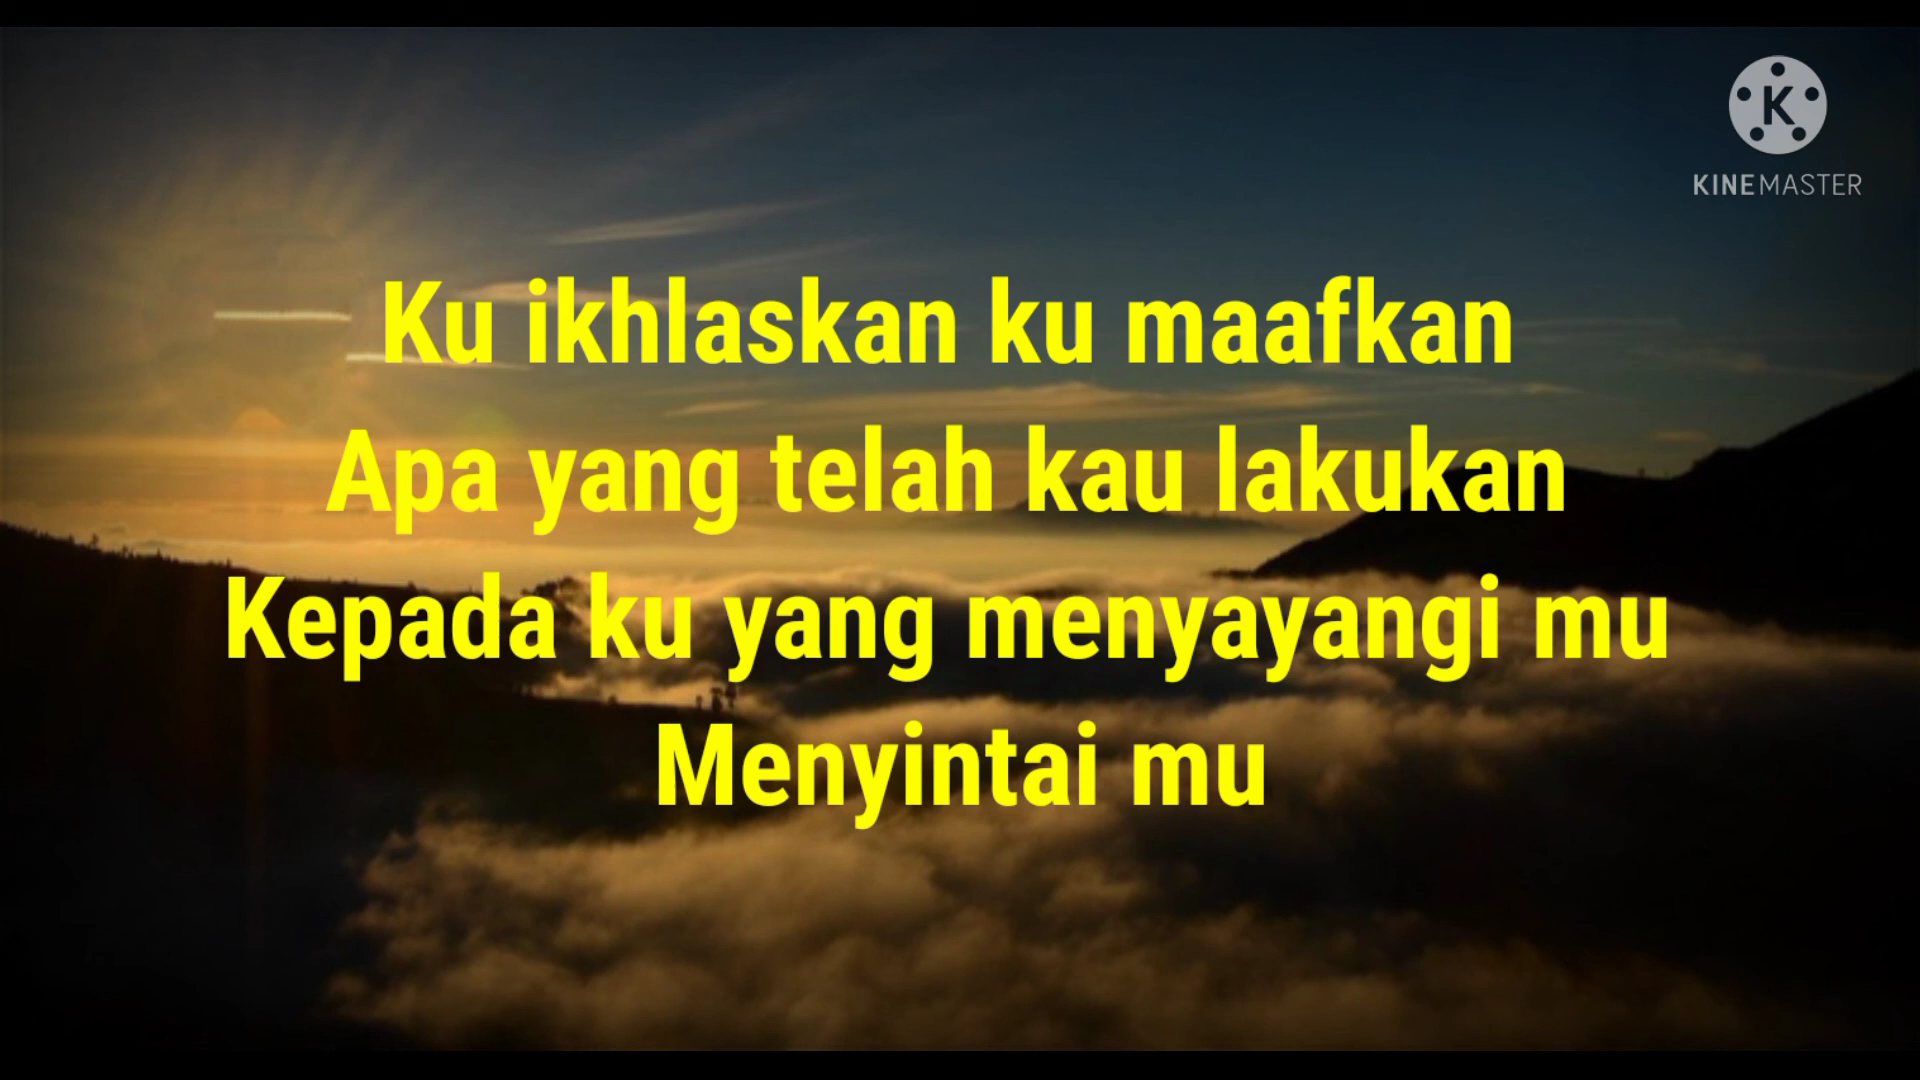 K
KINEMASTER
Ku ikhlaskan ku maafkan
Apa yang telah kau lakukan
Kepada ku yang menyayangi mu
Menyintai mu